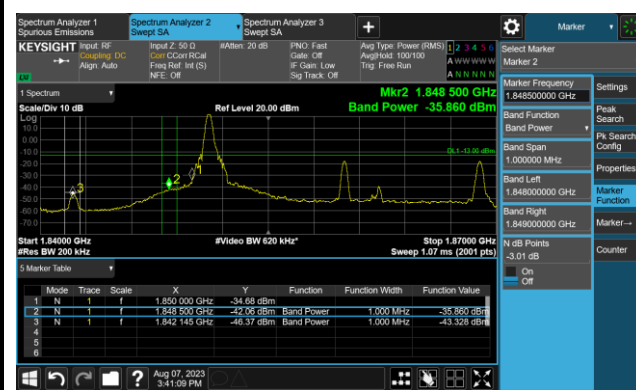 Spectrum Analyzer 1
Spurious Emissions
Spectrum Analyzer 2
Swept SA
Spectrum Analyzer 3
Swept SA
+
Marker
KEYSIGHT
Input: RF
Coupling: DC
Align: Auto
Input Z: 50 Ω
Corr CCorr RCal
Freq Ref: Int (S)
NFE: Off
#Atten: 20 dB
PNO: Fast
Gate: Off
IF Gain: Low
Sig Track: Off
Avg Type: Power (RMS)
Avg|Hold: 100/100
Trig: Free Run
1 2 3 4 5 6
A W W W W W
A N N N N N
LV
Select Marker
Marker 2
1 Spectrum
Scale/Div 10 dB
Ref Level 20.00 dBm
Mkr2 1.848 500 GHz
Band Power -35.860 dBm
Log
10.0
0.00
-10.0
-20.0
-30.0
-40.0
-50.0
-60.0
-70.0
DL1 -13.00 dBm
2
3
Start 1.84000 GHz
#Res BW 200 kHz
#Video BW 620 kHz*
Stop 1.87000 GHz
Sweep 1.07 ms (2001 pts)
5 Marker Table
Mode Trace Scale X Y Function Function Width Function Value
1 N 1 f 1.850 000 GHz -34.68 dBm
2 N 1 f 1.848 500 GHz -42.06 dBm Band Power 1.000 MHz -35.860 dBm
3 N 1 f 1.842 145 GHz -46.37 dBm Band Power 1.000 MHz -43.328 dBm
4
5
6
Marker Frequency
1.848500000 GHz
Band Function
Band Power
Band Span
1.000000 MHz
Band Left
1.848000000 GHz
Band Right
1.849000000 GHz
N dB Points
-3.01 dB
On
Off
Settings
Peak
Search
Pk Search
Config
Properties
Marker
Function
Marker→
Counter
?
Aug 07, 2023
3:41:09 PM